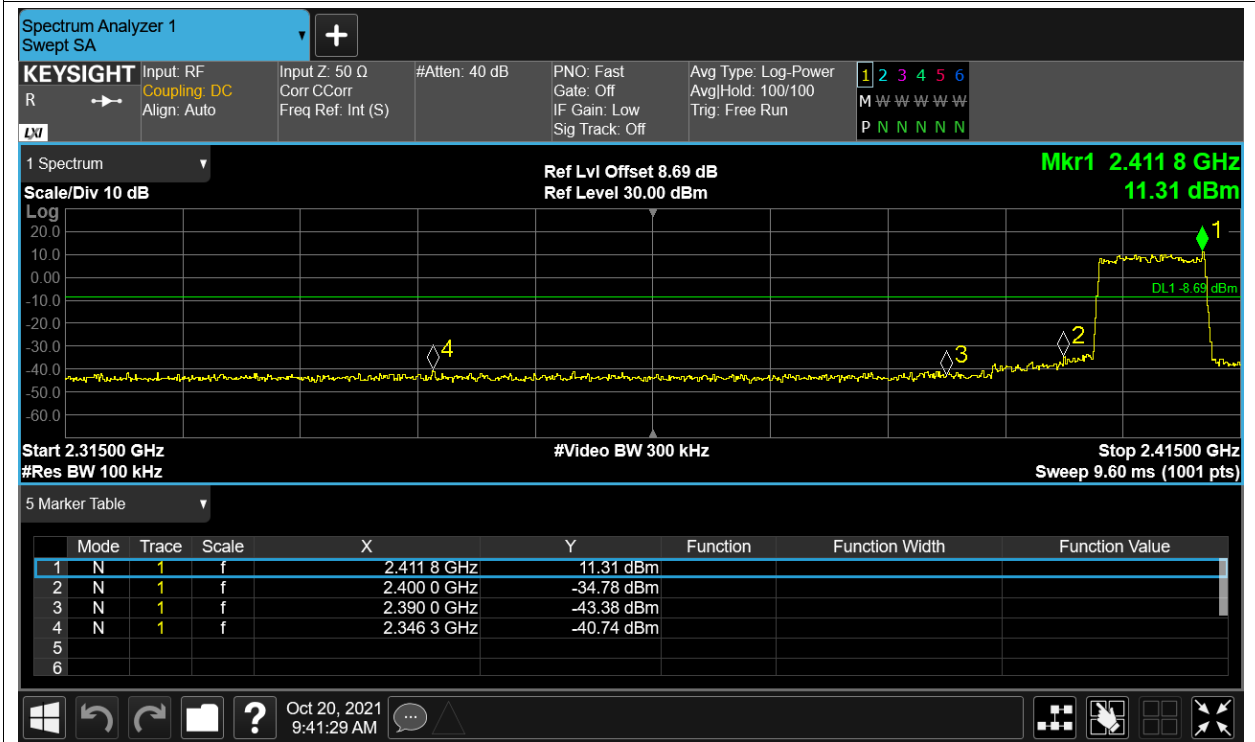 Spectrum Analyzer 1
Swept SA
+
KEYSIGHT Input: RF Input Z: 50 Ω #Atten: 40 dB PNO: Fast Avg Type: Log-Power 1 2 3 4 5 6
R Coupling: DC Corr CCorr Gate: Off Avg|Hold: 100/100 M W W W W W
Align: Auto Freq Ref: Int (S) IF Gain: Low Trig: Free Run
LXI Sig Track: Off P N N N N N
1 Spectrum Ref Lvl Offset 8.69 dB Mkr1 2.411 8 GHz
Scale/Div 10 dB Ref Level 30.00 dBm 11.31 dBm
Log
20.0 1
10.0
0.00
DL1 -8.69 dBm
-10.0
-20.0
-30.0 4 3 2
-40.0
-50.0
-60.0
Start 2.31500 GHz #Video BW 300 kHz Stop 2.41500 GHz
#Res BW 100 kHz Sweep 9.60 ms (1001 pts)
5 Marker Table
Mode Trace Scale X Y Function Function Width Function Value
1 N 1 f 2.411 8 GHz 11.31 dBm
2 N 1 f 2.400 0 GHz -34.78 dBm
3 N 1 f 2.390 0 GHz -43.38 dBm
4 N 1 f 2.346 3 GHz -40.74 dBm
5
6
? Oct 20, 2021
9:41:29 AM